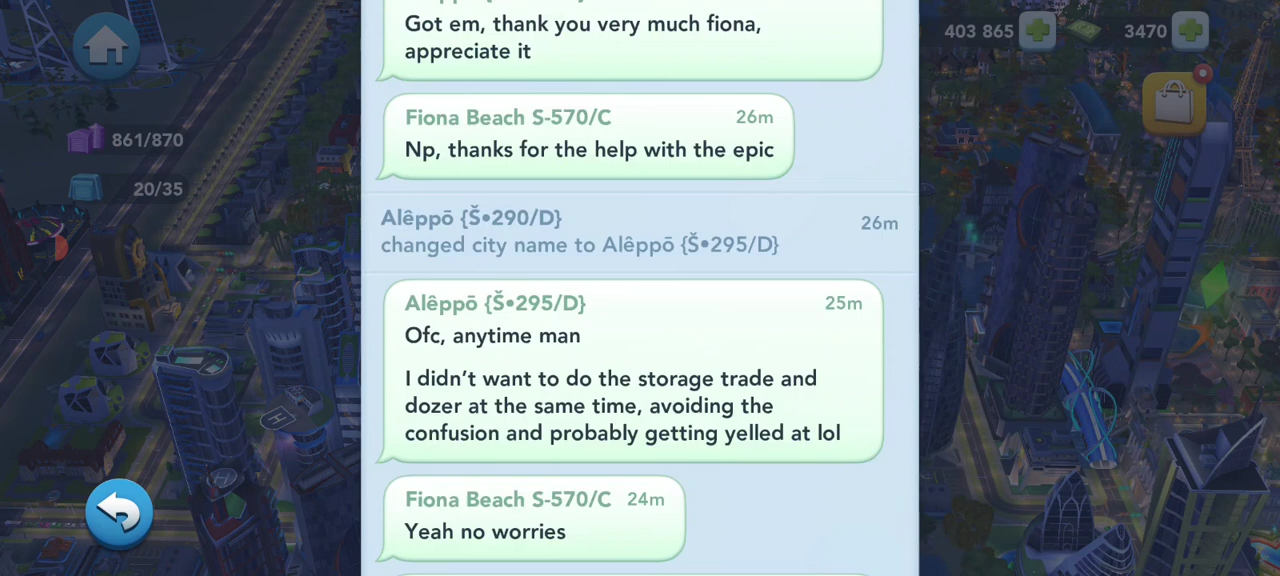 Got em, thank you very much fiona,
appreciate it
403 865
3470
Fiona Beach S-570/C 26m
Np, thanks for the help with the epic
861/870
20/35
Alêppō {Š•290/D} 26m
changed city name to Alêppō {Š•295/D}
Alêppō {Š•295/D} 25m
Ofc, anytime man
I didn't want to do the storage trade and
dozer at the same time, avoiding the
confusion and probably getting yelled at lol
Fiona Beach S-570/C 24m
Yeah no worries
H